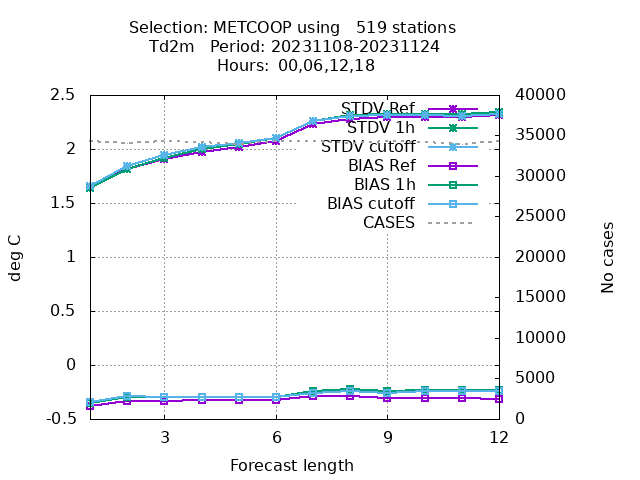 Selection: METCOOP using   519 stations
Td2m   Period: 20231108-20231124
Hours:  00,06,12,18
2.5
2
1.5
1
0.5
0
-0.5
deg C
40000
35000
30000
25000
20000
15000
10000
5000
0
No cases
STDV Ref
STDV 1h
STDV cutoff
BIAS Ref
BIAS 1h
BIAS cutoff
CASES
3 6 9 12
Forecast length